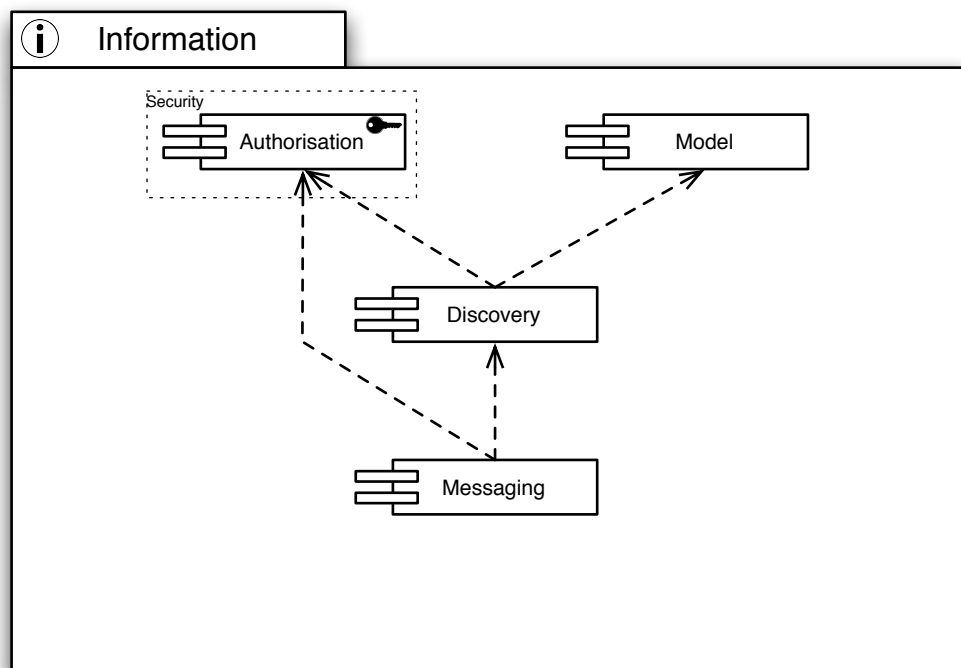 Information
Security
Authorisation
Model
Discovery
Messaging